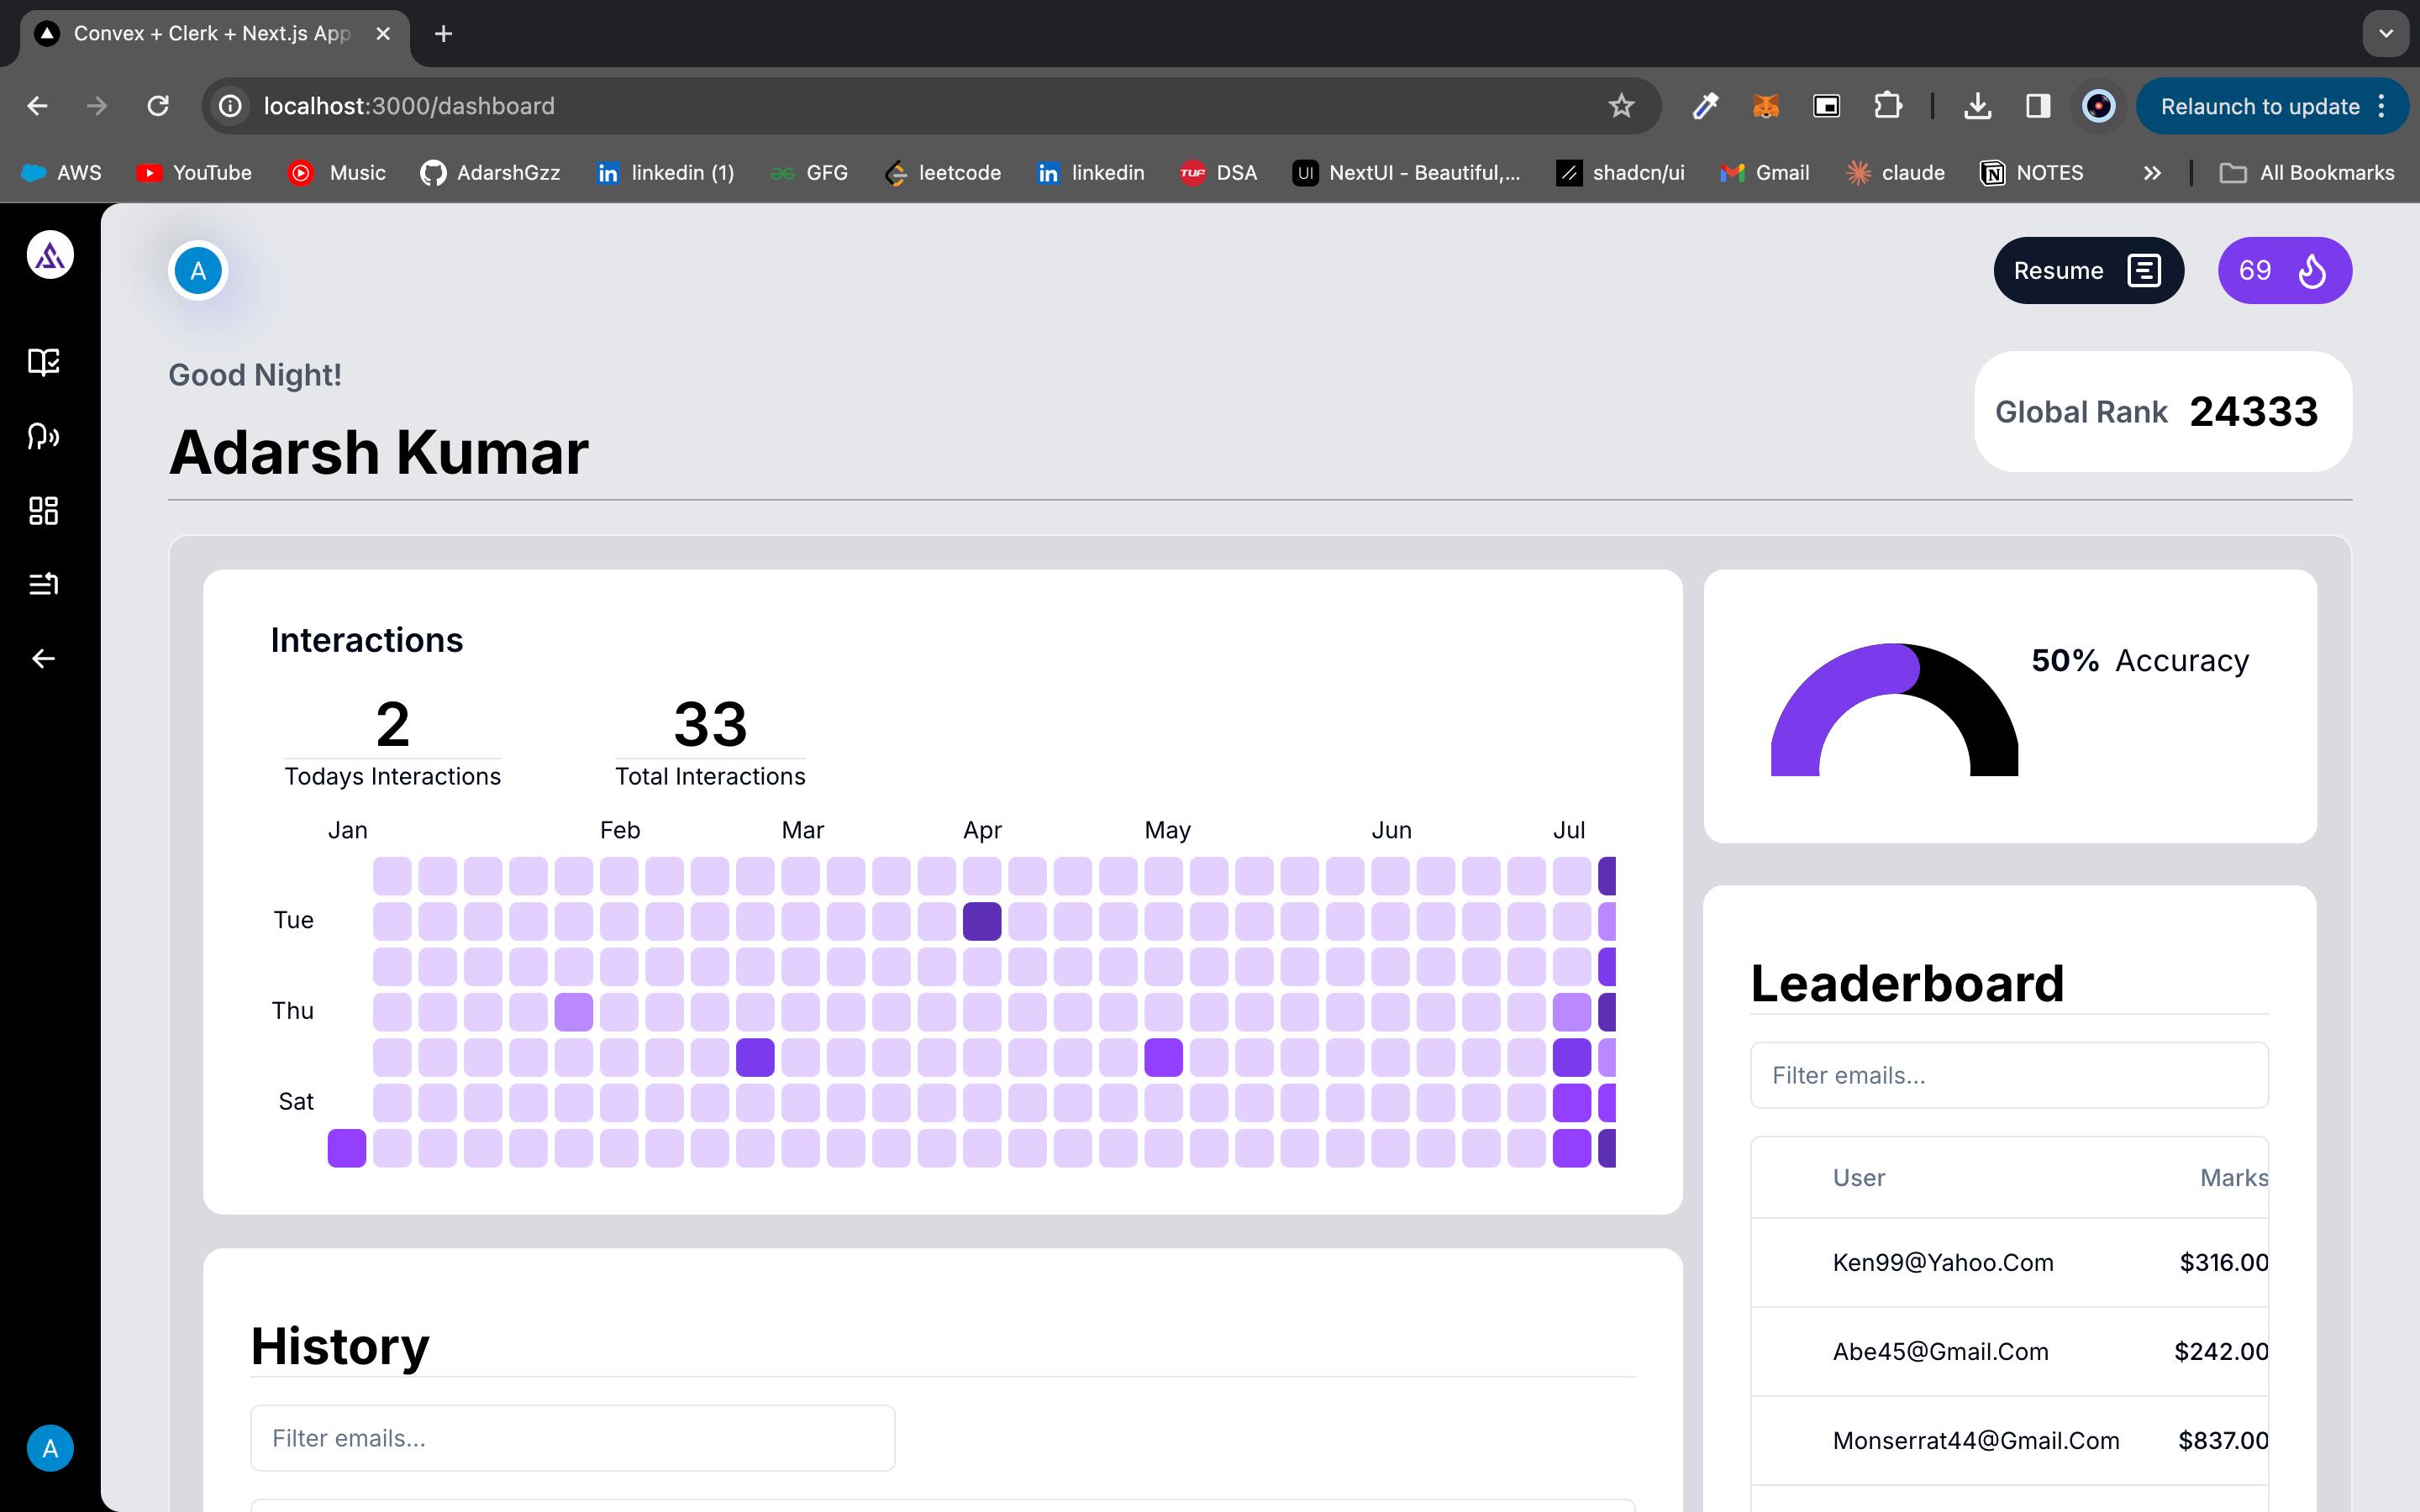 Convex + Clerk + Next.js App
localhost:3000/dashboard
Relaunch to update
AWS
YouTube
Music
AdarshGzz
linkedin (1)
GFG
leetcode
linkedin
TUF DSA
UI NextUI - Beautiful,...
shadcn/ui
Gmail
claude
NOTES
All Bookmarks
A
Resume
69
Good Night!
Adarsh Kumar
Global Rank 24333
Interactions
2
Todays Interactions
33
Total Interactions
Jan Feb Mar Apr May Jun Jul
Tue
Thu
Sat
50% Accuracy
Leaderboard
Filter emails...
User Marks
Ken99@Yahoo.Com $316.00
Abe45@Gmail.Com $242.00
Monserrat44@Gmail.Com $837.00
History
Filter emails...
A